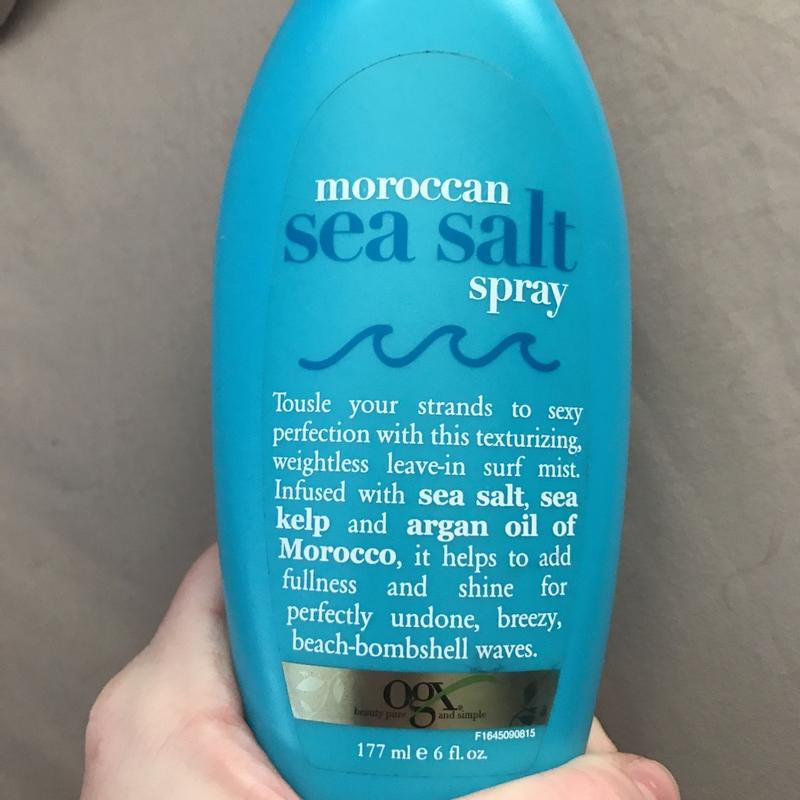 moroccan
sea salt
spray
Tousle your strands to sexy
perfection with this texturizing,
weightless leave-in surf mist.
Infused with sea salt, sea
kelp and argan oil of
Morocco, it helps to add
fullness and shine for
perfectly undone, breezy,
beach-bombshell waves.
ogx®
beauty pure and simple
F1645090815
177 ml e 6 fl. oz.